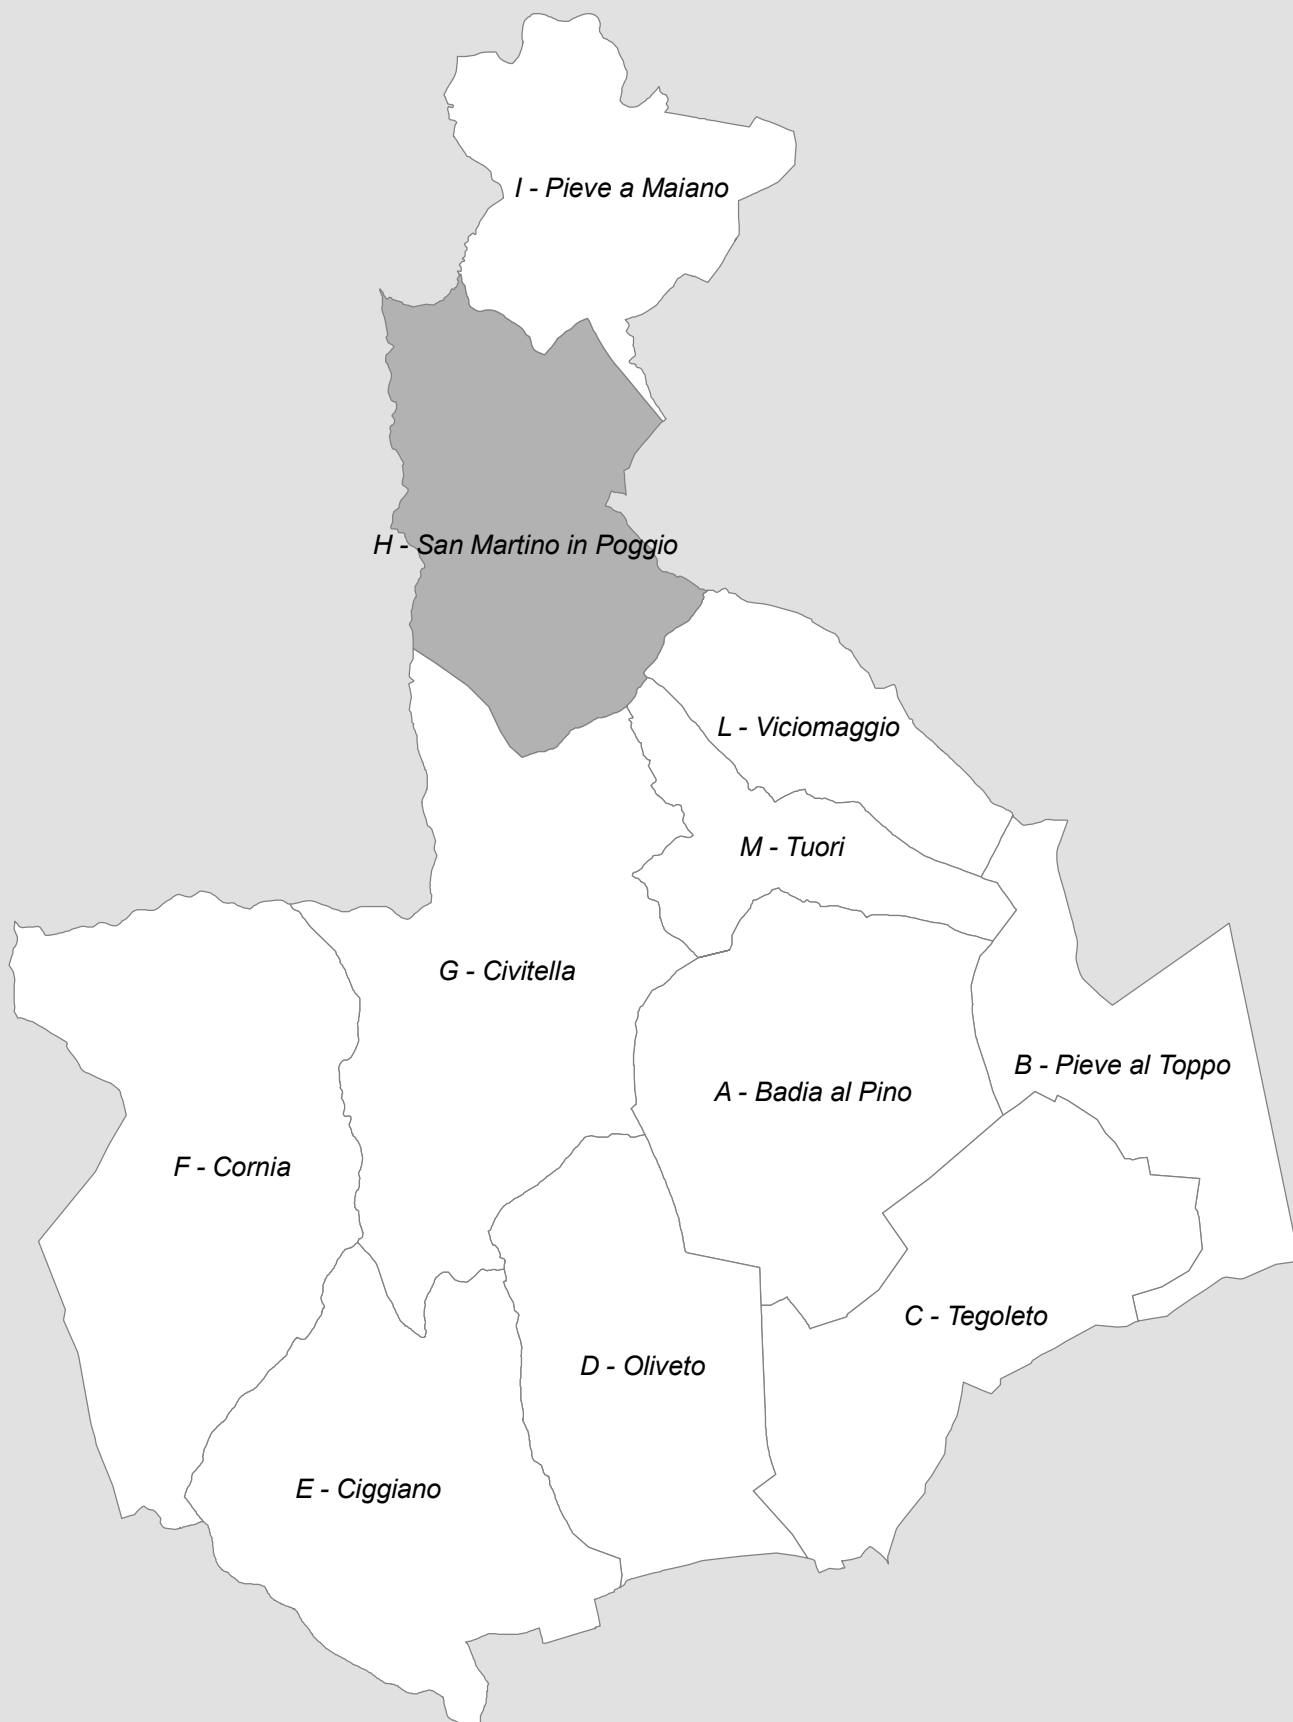 I - Pieve a Maiano
H - San Martino in Poggio
L - Viciomaggio
M - Tuori
G - Civitella
B - Pieve al Toppo
A - Badia al Pino
F - Cornia
C - Tegoleto
D - Oliveto
E - Ciggiano